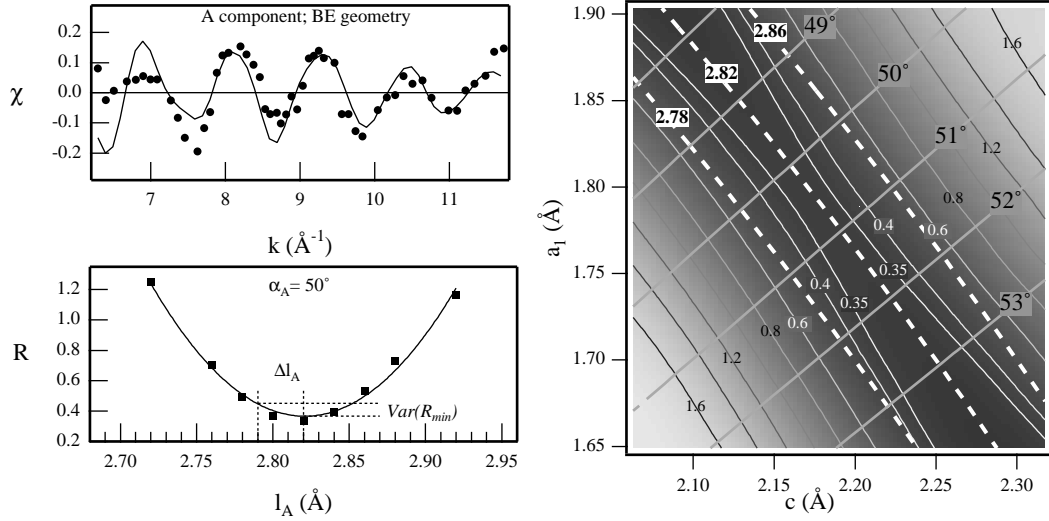 A component; BE geometry
0.2
0.1
χ
0.0
-0.1
-0.2
7 8 9 10 11
k (Å-1)
αA= 50°
1.2
1.0
R
0.8
ΔlA
0.6
0.4
Var(Rmin)
0.2
2.70 2.75 2.80 2.85 2.90 2.95
lA (Å)
1.90
1.85
1.80
a1 (Å)
1.75
1.70
1.65
2.86
49°
1.6
2.82
50°
2.78
51°
1.2
52°
0.8
0.4
0.6
0.35
0.4
0.35
53°
0.6
0.8
1.2
1.6
2.10 2.15 2.20 2.25 2.30
c (Å)